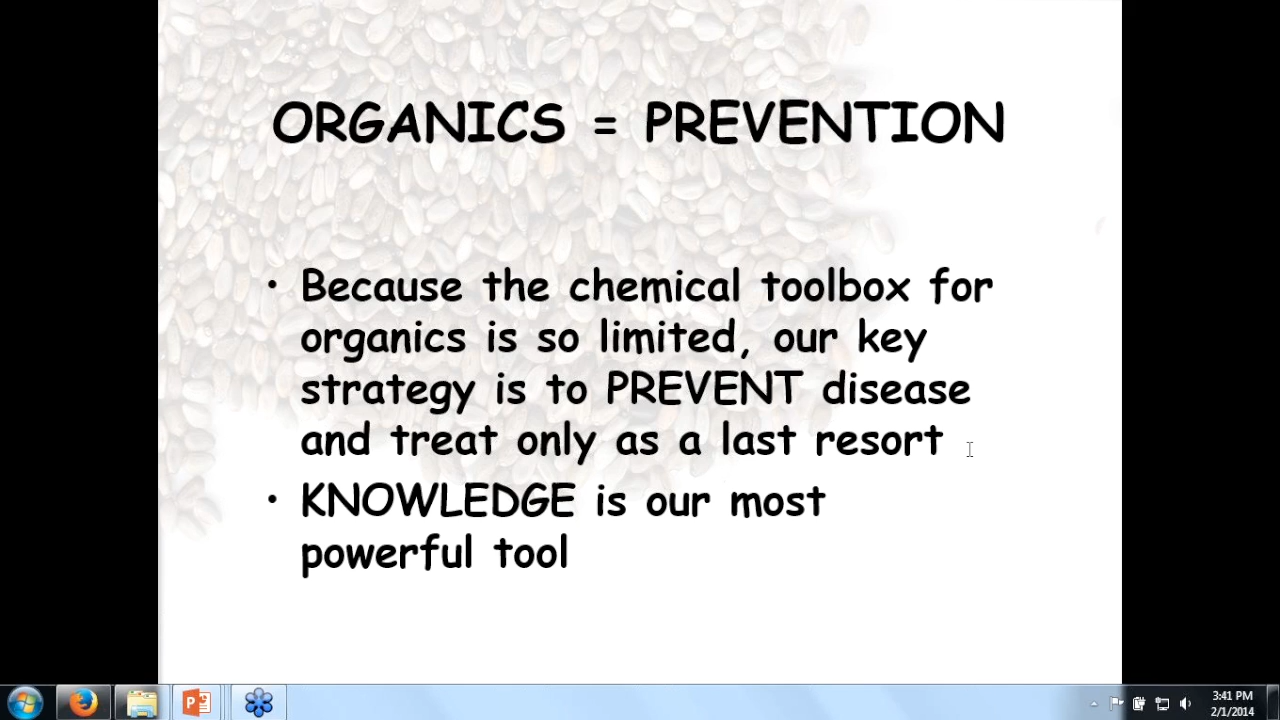 ORGANICS = PREVENTION
• Because the chemical toolbox for
organics is so limited, our key
strategy is to PREVENT disease
and treat only as a last resort
• KNOWLEDGE is our most
powerful tool
3:41 PM
2/1/2014